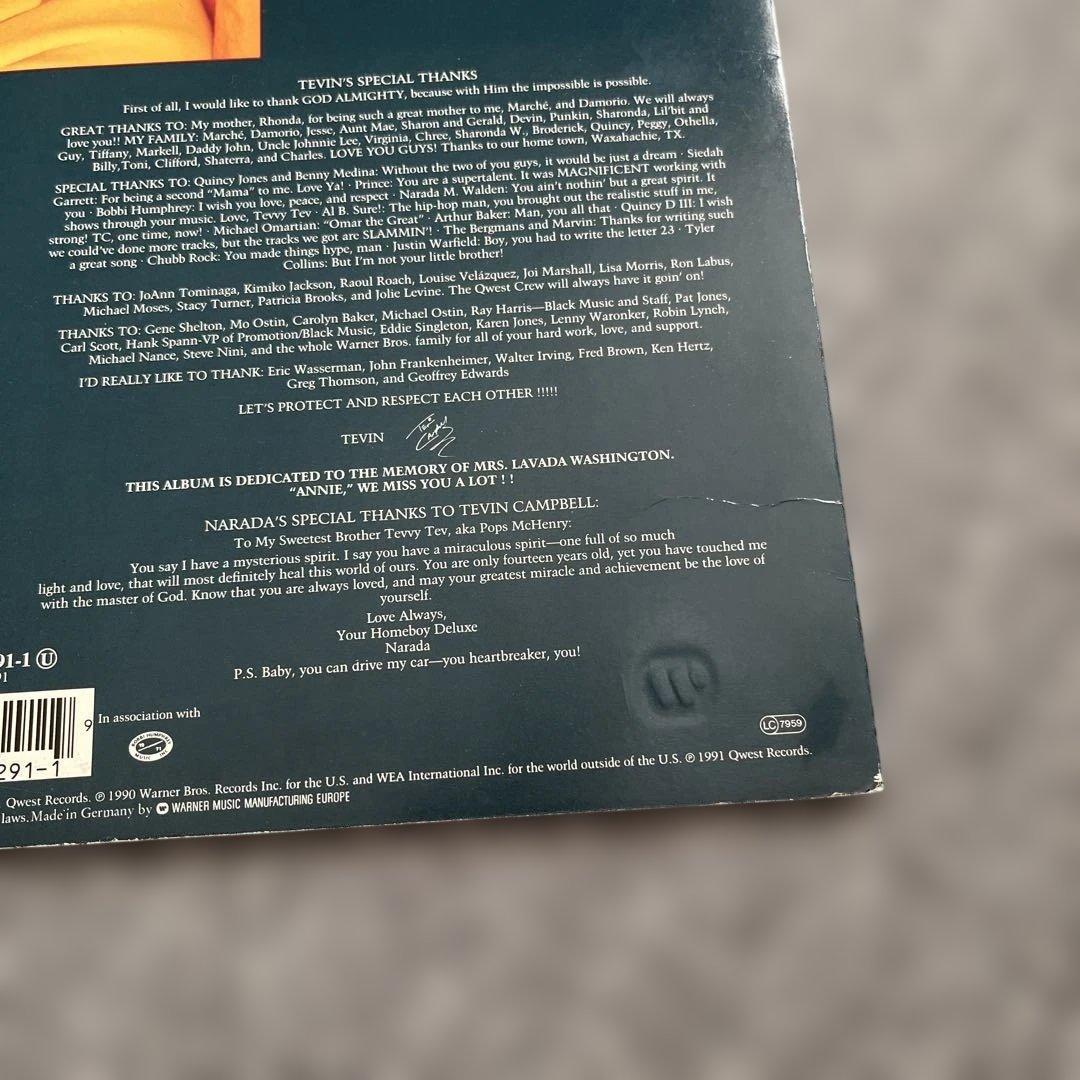 TEVIN'S SPECIAL THANKS
First of all, I would like to thank GOD ALMIGHTY, because with Him the impossible is possible.
GREAT THANKS TO: My mother, Rhonda, for being such a great mother to me, Marché, and Damorio. We will always
love you!! MY FAMILY: Marché, Damorio, Jesse, Aunt Mae, Sharon and Gerald, Devin, Punkin, Sharonda, Lil'bit and
Guy, Tiffany, Markell, Daddy John, Uncle Johnnie Lee, Virginia, Chree, Sharonda W., Broderick, Quincy, Peggy, Othella,
Billy,Toni, Clifford, Shaterra, and Charles. LOVE YOU GUYS! Thanks to our home town, Waxahachie, TX.
SPECIAL THANKS TO: Quincy Jones and Benny Medina: Without the two of you guys, it would be just a dream · Siedah
Garrett: For being a second "Mama" to me. Love Ya! · Prince: You are a supertalent. It was MAGNIFICENT working with
you · Bobbi Humphrey: I wish you love, peace, and respect · Narada M. Walden: You ain't nothin' but a great spirit. It
shows through your music. Love, Tevvy Tev · Al B. Sure!: The hip-hop man, you brought out the realistic stuff in me,
strong! TC, one time, now! · Michael Omartian: "Omar the Great" · Arthur Baker: Man, you all that · Quincy D III: I wish
we could've done more tracks, but the tracks we got are SLAMMIN'! · The Bergmans and Marvin: Thanks for writing such
a great song · Chubb Rock: You made things hype, man · Justin Warfield: Boy, you had to write the letter 23 · Tyler
Collins: But I'm not your little brother!
THANKS TO: JoAnn Tominaga, Kimiko Jackson, Raoul Roach, Louise Velázquez, Joi Marshall, Lisa Morris, Ron Labus,
Michael Moses, Stacy Turner, Patricia Brooks, and Jolie Levine. The Qwest Crew will always have it goin' on!
THANKS TO: Gene Shelton, Mo Ostin, Carolyn Baker, Michael Ostin, Ray Harris—Black Music and Staff, Pat Jones,
Carl Scott, Hank Spann-VP of Promotion/Black Music, Eddie Singleton, Karen Jones, Lenny Waronker, Robin Lynch,
Michael Nance, Steve Nini, and the whole Warner Bros. family for all of your hard work, love, and support.
I'D REALLY LIKE TO THANK: Eric Wasserman, John Frankenheimer, Walter Irving, Fred Brown, Ken Hertz,
Greg Thomson, and Geoffrey Edwards
LET'S PROTECT AND RESPECT EACH OTHER !!!!!
TEVIN Tevin Campbell
THIS ALBUM IS DEDICATED TO THE MEMORY OF MRS. LAVADA WASHINGTON.
"ANNIE," WE MISS YOU A LOT ! !
NARADA'S SPECIAL THANKS TO TEVIN CAMPBELL:
To My Sweetest Brother Tevvy Tev, aka Pops McHenry:
You say I have a mysterious spirit. I say you have a miraculous spirit—one full of so much
light and love, that will most definitely heal this world of ours. You are only fourteen years old, yet you have touched me
with the master of God. Know that you are always loved, and may your greatest miracle and achievement be the love of
yourself.
Love Always,
Your Homeboy Deluxe
Narada
P.S. Baby, you can drive my car—you heartbreaker, you!
91-1 Ⓤ
91
9
291-1
In association with
BOBBI HUMPHREY
MUSIC INC
LC 7959
Qwest Records. ℗ 1990 Warner Bros. Records Inc. for the U.S. and WEA International Inc. for the world outside of the U.S. ℗ 1991 Qwest Records.
laws. Made in Germany by WARNER MUSIC MANUFACTURING EUROPE